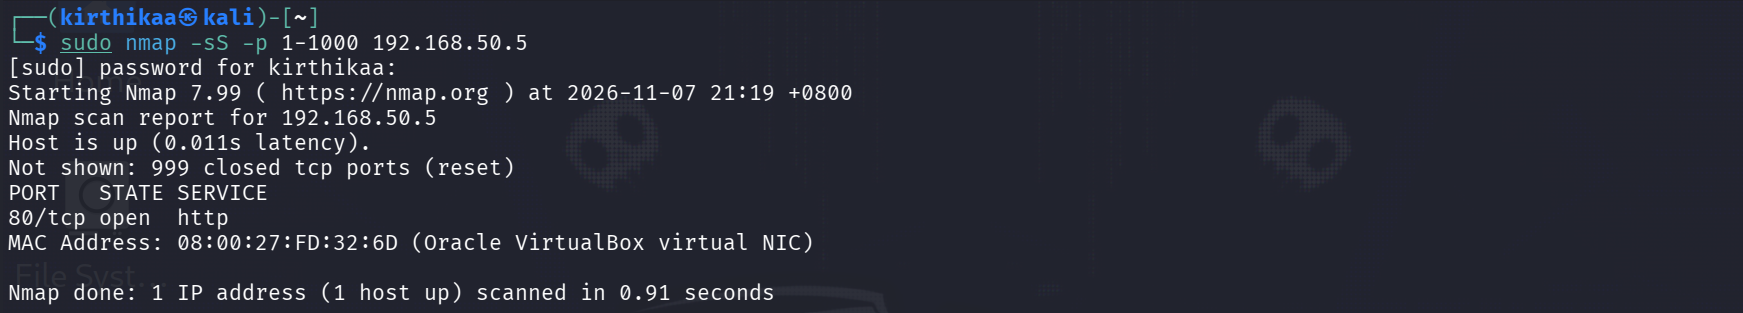 ┌──(kirthikaa㉿kali)-[~]
└─$ sudo nmap -sS -p 1-1000 192.168.50.5
[sudo] password for kirthikaa:
Starting Nmap 7.99 ( https://nmap.org ) at 2026-11-07 21:19 +0800
Nmap scan report for 192.168.50.5
Host is up (0.011s latency).
Not shown: 999 closed tcp ports (reset)
PORT   STATE SERVICE
80/tcp open  http
MAC Address: 08:00:27:FD:32:6D (Oracle VirtualBox virtual NIC)
File Syst...
Nmap done: 1 IP address (1 host up) scanned in 0.91 seconds